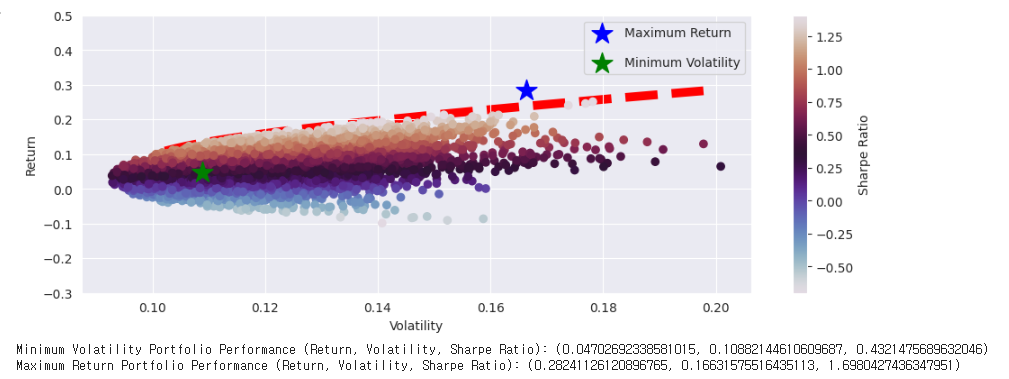 0.5
0.4
0.3
0.2
0.1
0.0
−0.1
−0.2
−0.3
Return
0.10 0.12 0.14 0.16 0.18 0.20
Volatility
Maximum Return
Minimum Volatility
1.25
1.00
0.75
0.50
0.25
0.00
−0.25
−0.50
Sharpe Ratio
Minimum Volatility Portfolio Performance (Return, Volatility, Sharpe Ratio): (0.04702692338581015, 0.10882144610609687, 0.4321475689632046)
Maximum Return Portfolio Performance (Return, Volatility, Sharpe Ratio): (0.28241126120896765, 0.16631575516435113, 1.6980427436347951)